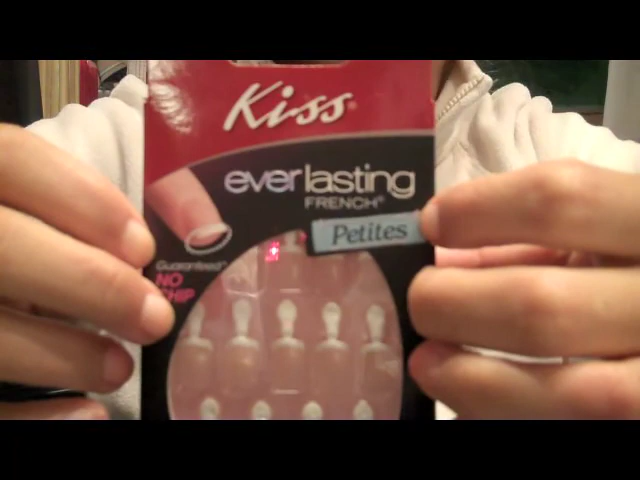 Kiss®
everlasting
FRENCH®
Petites
Guaranteed
NO
CHIP